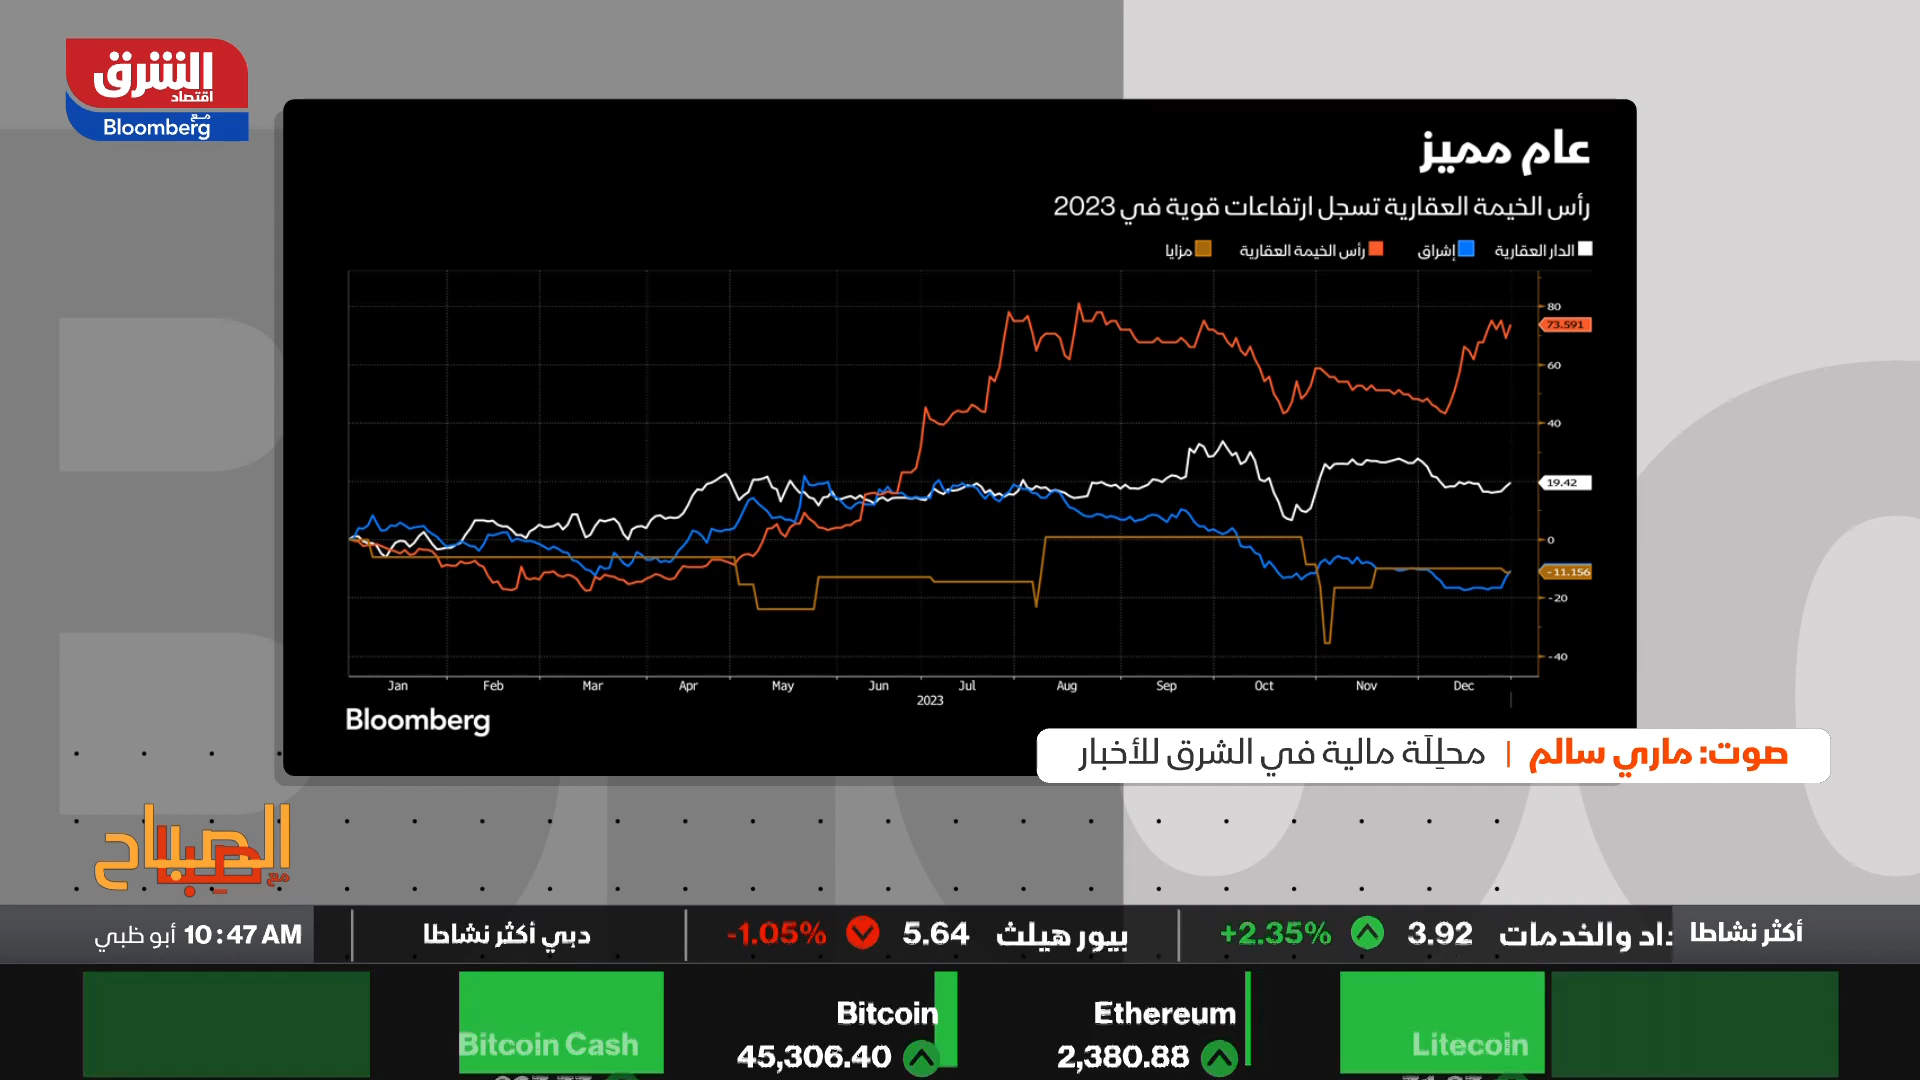 الشرق
اقتصاد
مع
Bloomberg
عام مميز
رأس الخيمة العقارية تسجل ارتفاعات قوية في 2023
الدار العقارية إشراق رأس الخيمة العقارية مزايا
80
73.591
60
40
19.42
0
-11.156
-20
-40
Jan Feb Mar Apr May Jun Jul Aug Sep Oct Nov Dec
2023
Bloomberg
صوت: ماري سالم | محلِلَة مالية في الشرق للأخبار
الصباح
مع صبا
أكثر نشاطا داد والخدمات 3.92 +2.35% بيور هيلث 5.64 -1.05% دبي أكثر نشاطا
10:47 AM أبو ظبي
Bitcoin Cash
Bitcoin
45,306.40
Ethereum
2,380.88
Litecoin